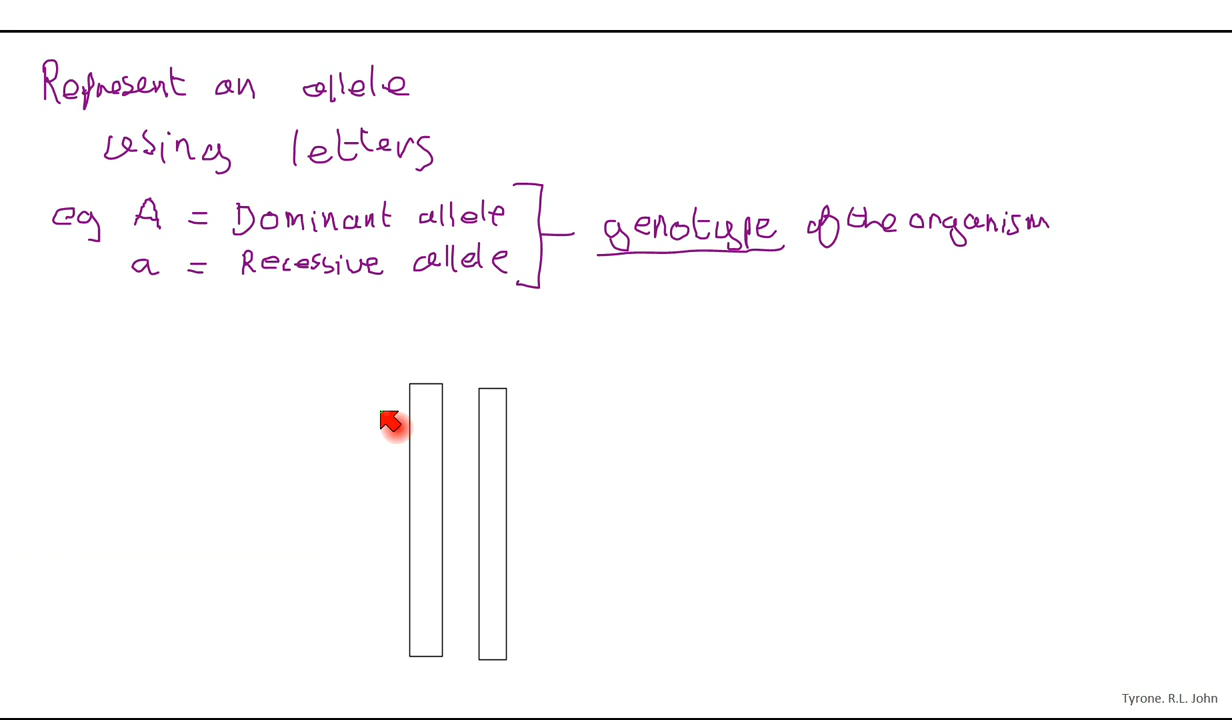 Represent an allele
using letters
eg A = Dominant allele
a = Recessive allele
genotype of the organism
Tyrone. R.L. John